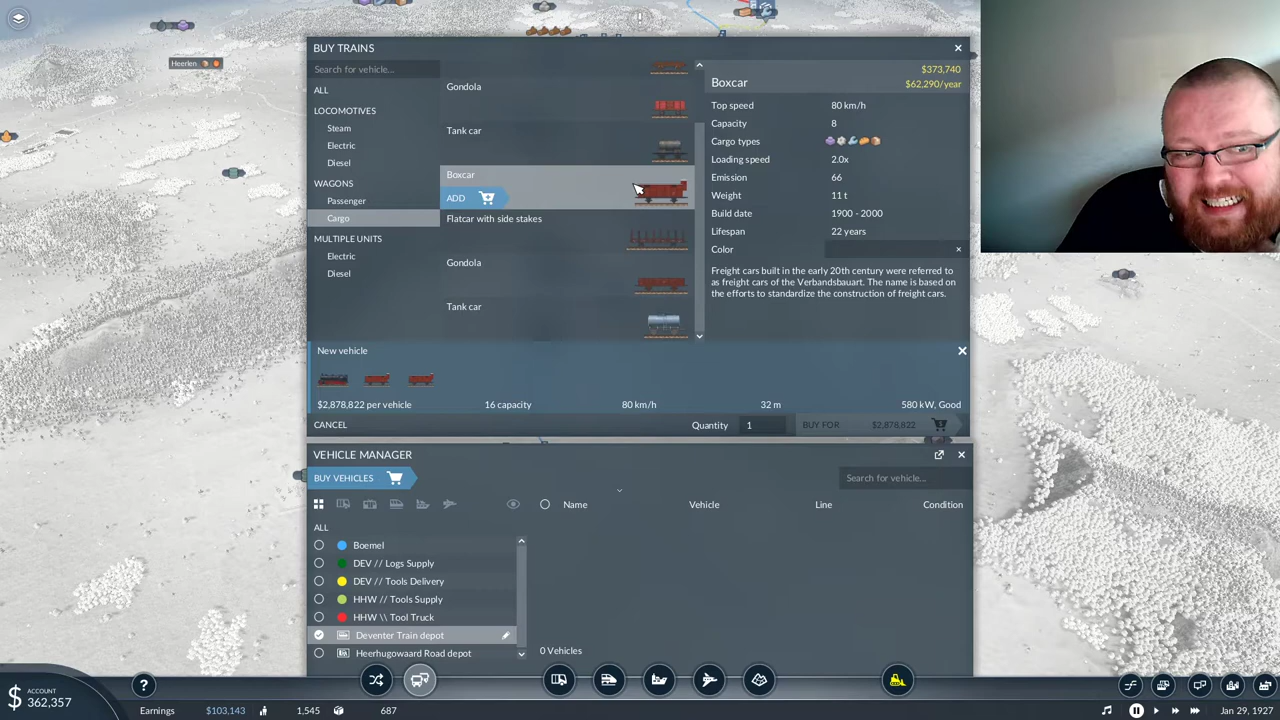 Heerlen
BUY TRAINS
Search for vehicle...
ALL
LOCOMOTIVES
Steam
Electric
Diesel
WAGONS
Passenger
Cargo
MULTIPLE UNITS
Electric
Diesel
Gondola
Tank car
Boxcar
ADD
Flatcar with side stakes
Gondola
Tank car
$373,740
Boxcar $62,290/year
Top speed 80 km/h
Capacity 8
Cargo types
Loading speed 2.0x
Emission 66
Weight 11 t
Build date 1900 - 2000
Lifespan 22 years
Color
Freight cars built in the early 20th century were referred to
as freight cars of the Verbandsbauart. The name is based on
the efforts to standardize the construction of freight cars.
New vehicle
$2,878,822 per vehicle 16 capacity 80 km/h 32 m 580 kW, Good
CANCEL Quantity 1 BUY FOR $2,878,822
VEHICLE MANAGER
BUY VEHICLES Search for vehicle...
Name Vehicle Line Condition
ALL
Boemel
DEV // Logs Supply
DEV // Tools Delivery
HHW // Tools Supply
HHW \\ Tool Truck
Deventer Train depot
Heerhugowaard Road depot
0 Vehicles
$ ACCOUNT
362,357
?
Earnings $103,143 1,545 687 Jan 29, 1927